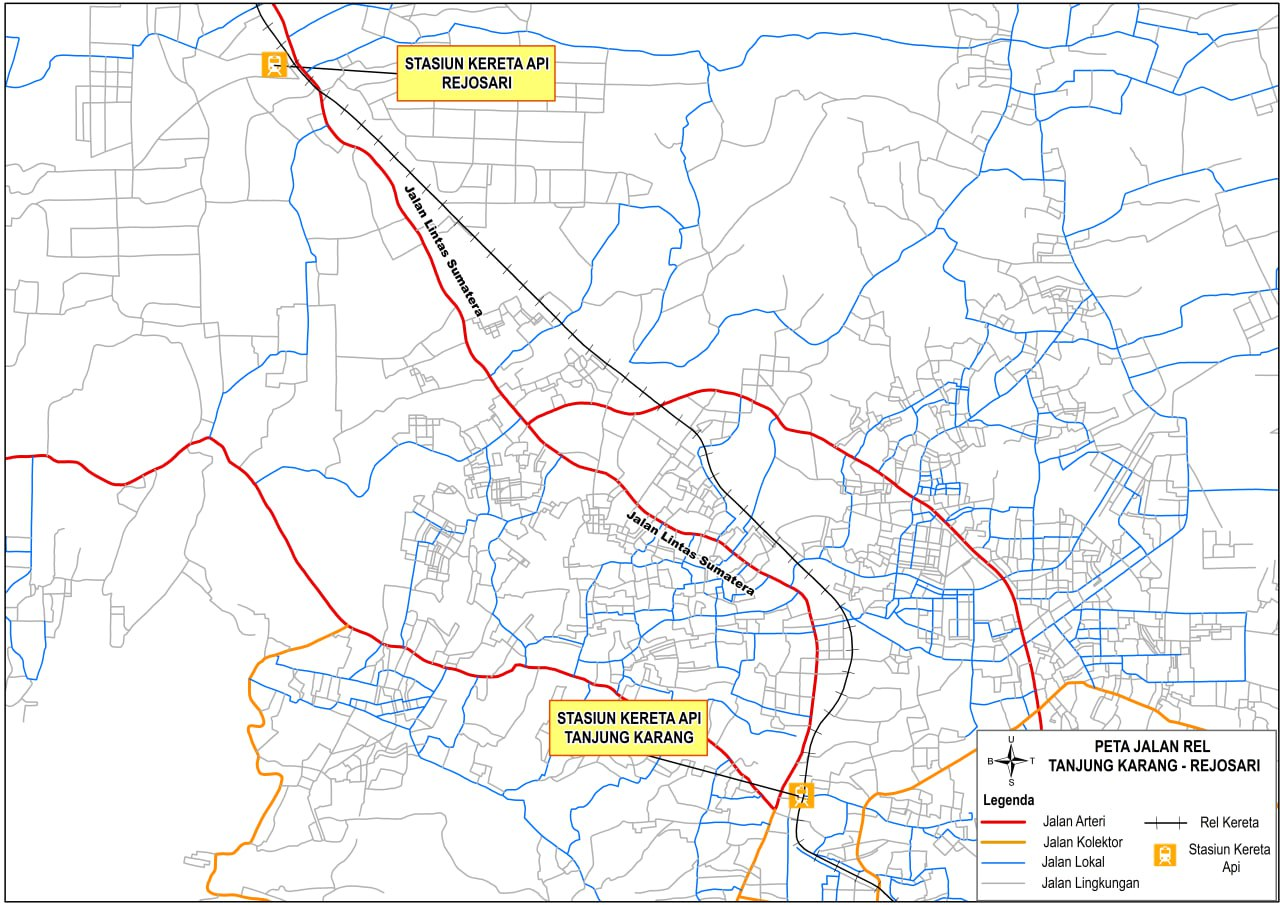 STASIUN KERETA API
REJOSARI
Jalan Lintas Sumatera
Jalan Lintas Sumatera
STASIUN KERETA API
TANJUNG KARANG
U
B T
S
PETA JALAN REL
TANJUNG KARANG - REJOSARI
Legenda
Jalan Arteri
Jalan Kolektor
Jalan Lokal
Jalan Lingkungan
Rel Kereta
Stasiun Kereta
Api